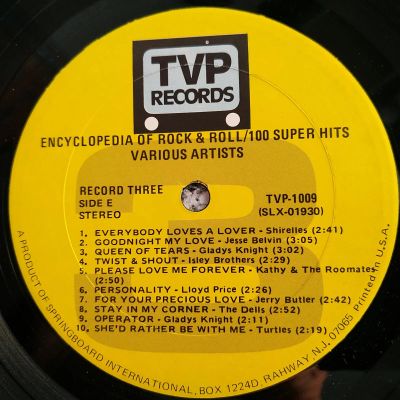 TVP
RECORDS
ENCYCLOPEDIA OF ROCK & ROLL/100 SUPER HITS
VARIOUS ARTISTS
RECORD THREE
SIDE E
STEREO
TVP-1009
(SLX-01930)
1. EVERYBODY LOVES A LOVER - Shirelles (2:41)
2. GOODNIGHT MY LOVE - Jesse Belvin (3:05)
3. QUEEN OF TEARS - Gladys Knight (3:00)
4. TWIST & SHOUT - Isley Brothers (2:29)
5. PLEASE LOVE ME FOREVER - Kathy & The Roomates
(2:50)
6. PERSONALITY - Lloyd Price (2:36)
7. FOR YOUR PRECIOUS LOVE - Jerry Butler (2:42)
8. STAY IN MY CORNER - The Dells (2:52)
9. OPERATOR - Gladys Knight (2:11)
10. SHE'D RATHER BE WITH ME - Turtles (2:19)
A PRODUCT OF SPRINGBOARD INTERNATIONAL, BOX 1224D, RAHWAY, N.J. 07065 Printed in U.S.A.
3